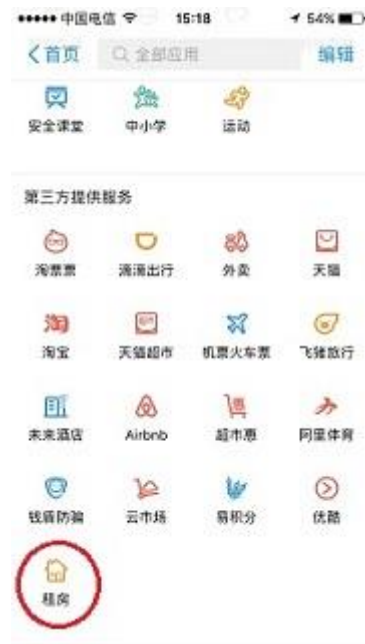 中国电信 15:18 54%
首页 全部应用 编辑
安全课堂 中小学 运动
第三方提供服务
淘票票 滴滴出行 外卖 天猫
淘宝 天猫超市 机票火车票 飞猪旅行
未来酒店 Airbnb 超市惠 阿里体育
钱盾防骗 云市场 易积分 优酷
租房